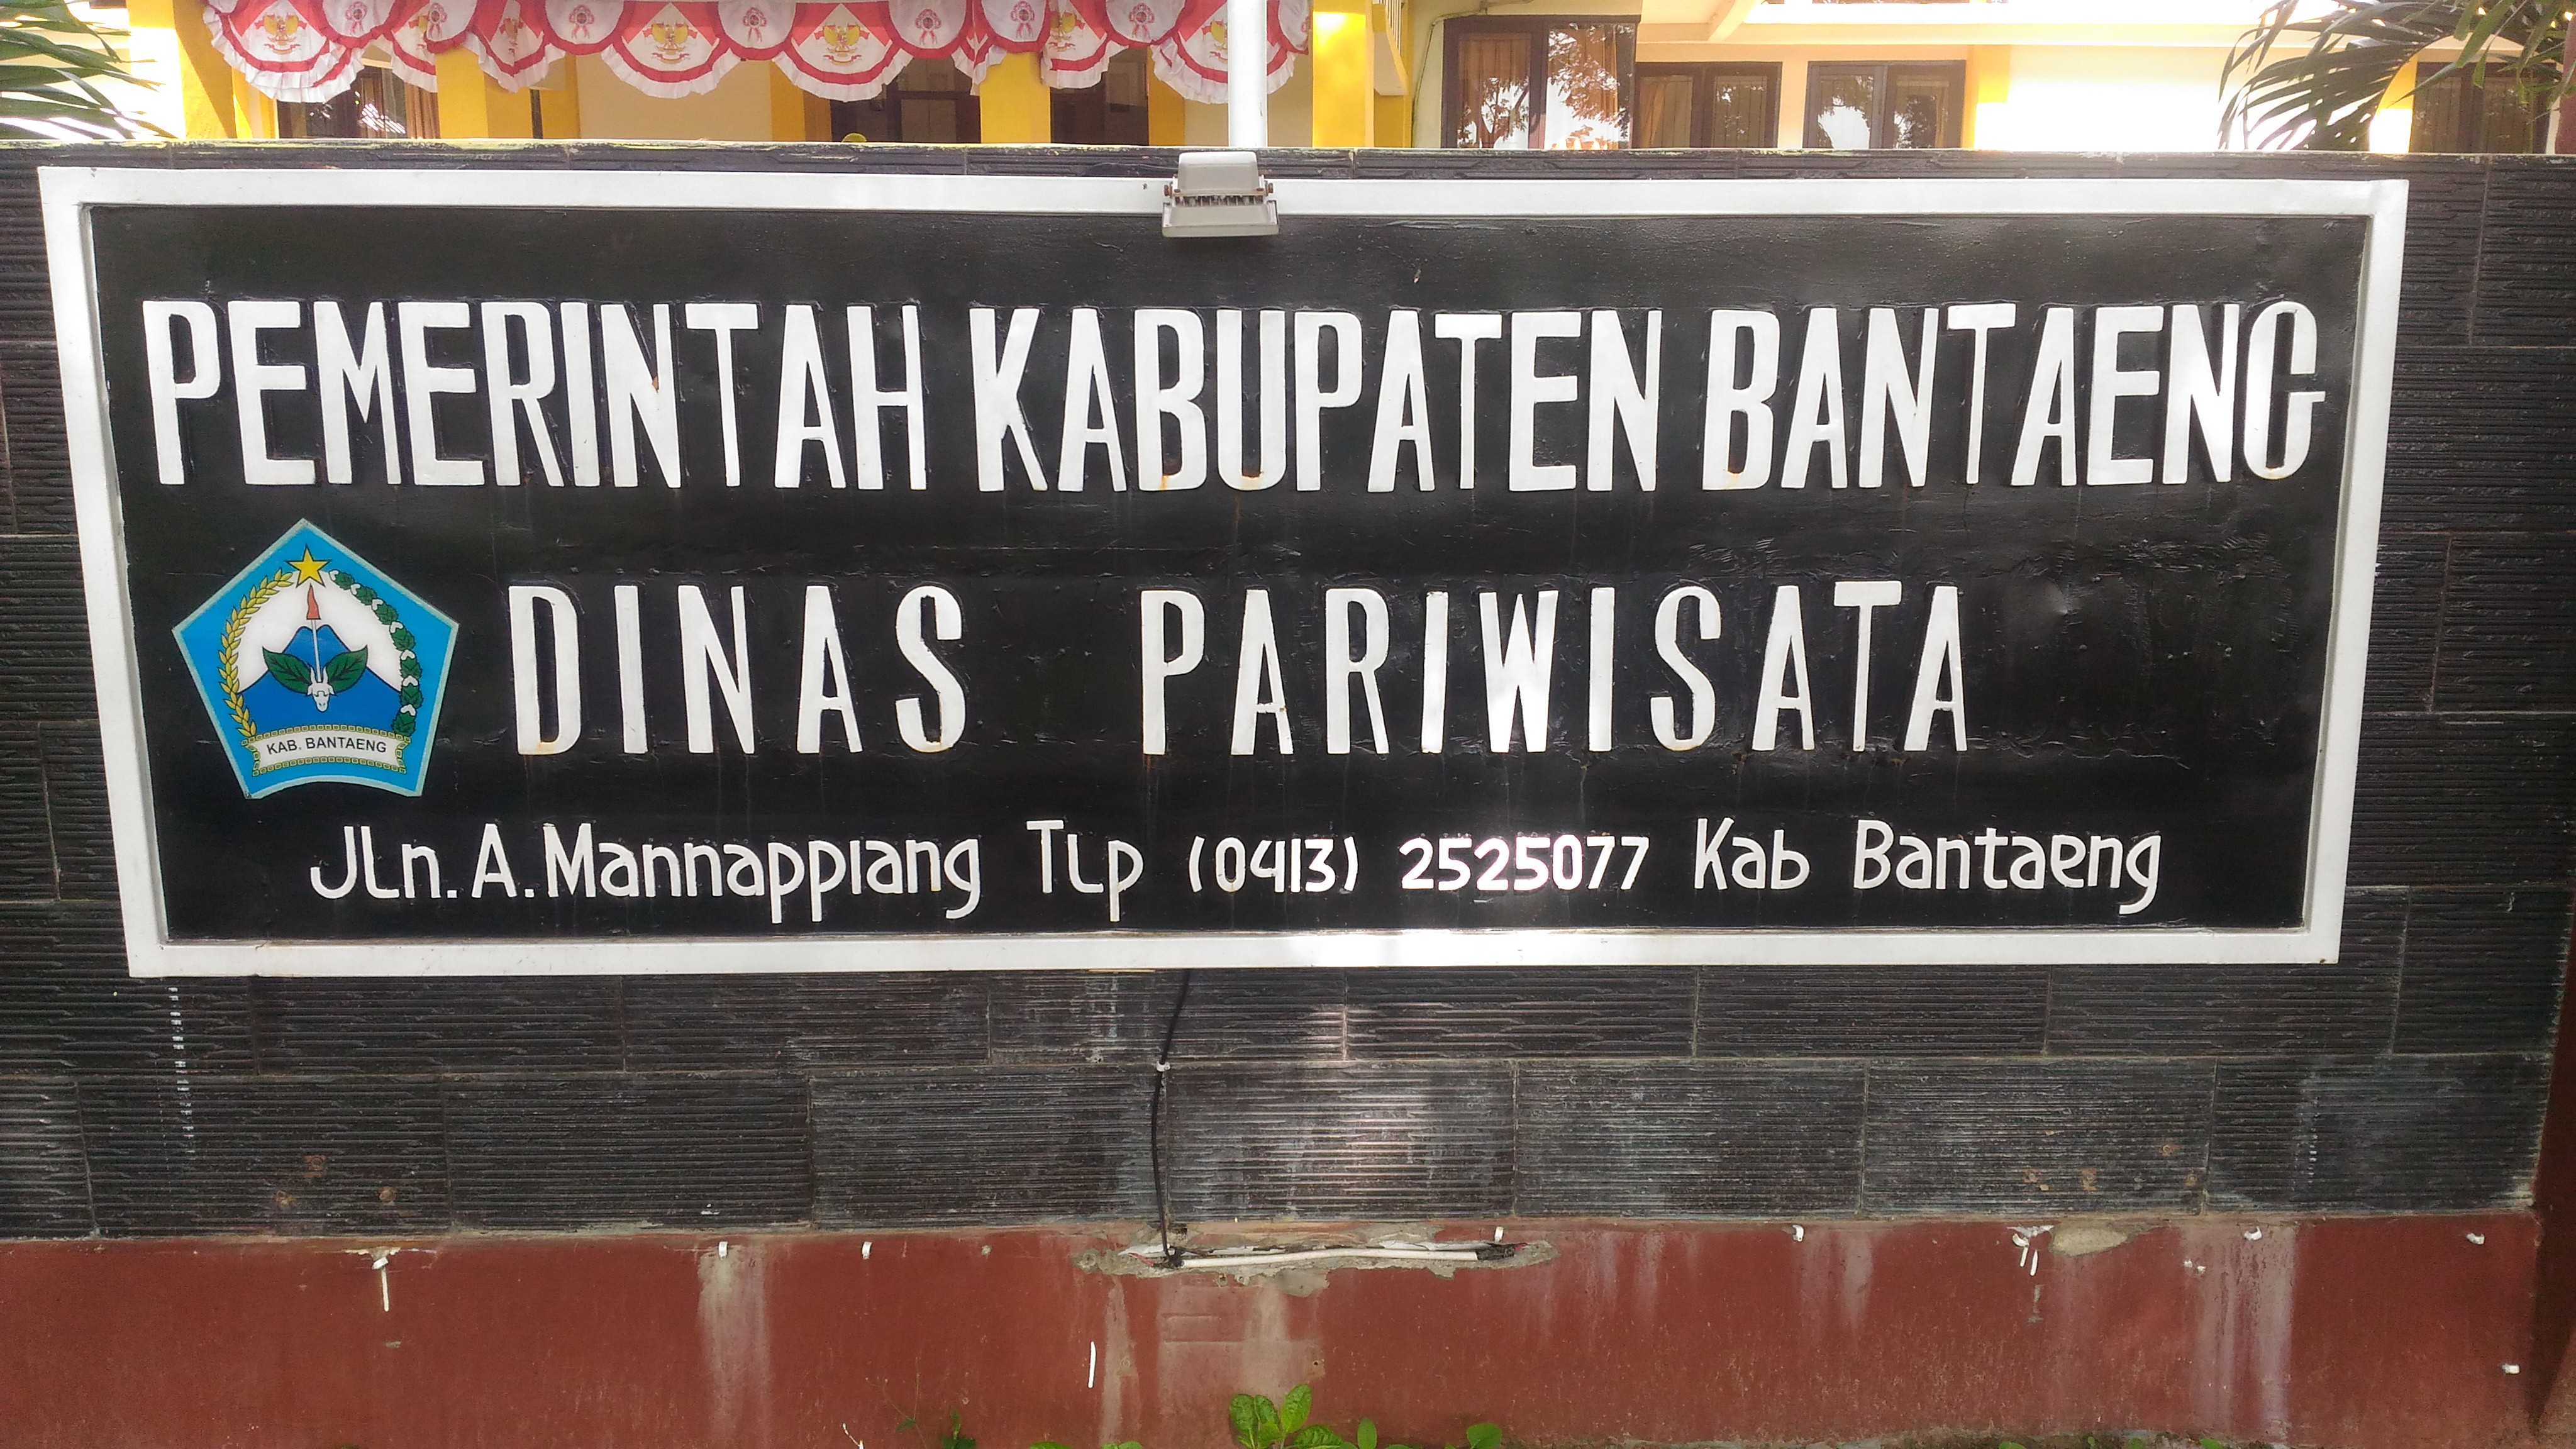 PEMERINTAH KABUPATEN BANTAENG
DINAS PARIWISATA
KAB. BANTAENG
JLn. A. Mannappiang TLp (0413) 2525077 Kab Bantaeng